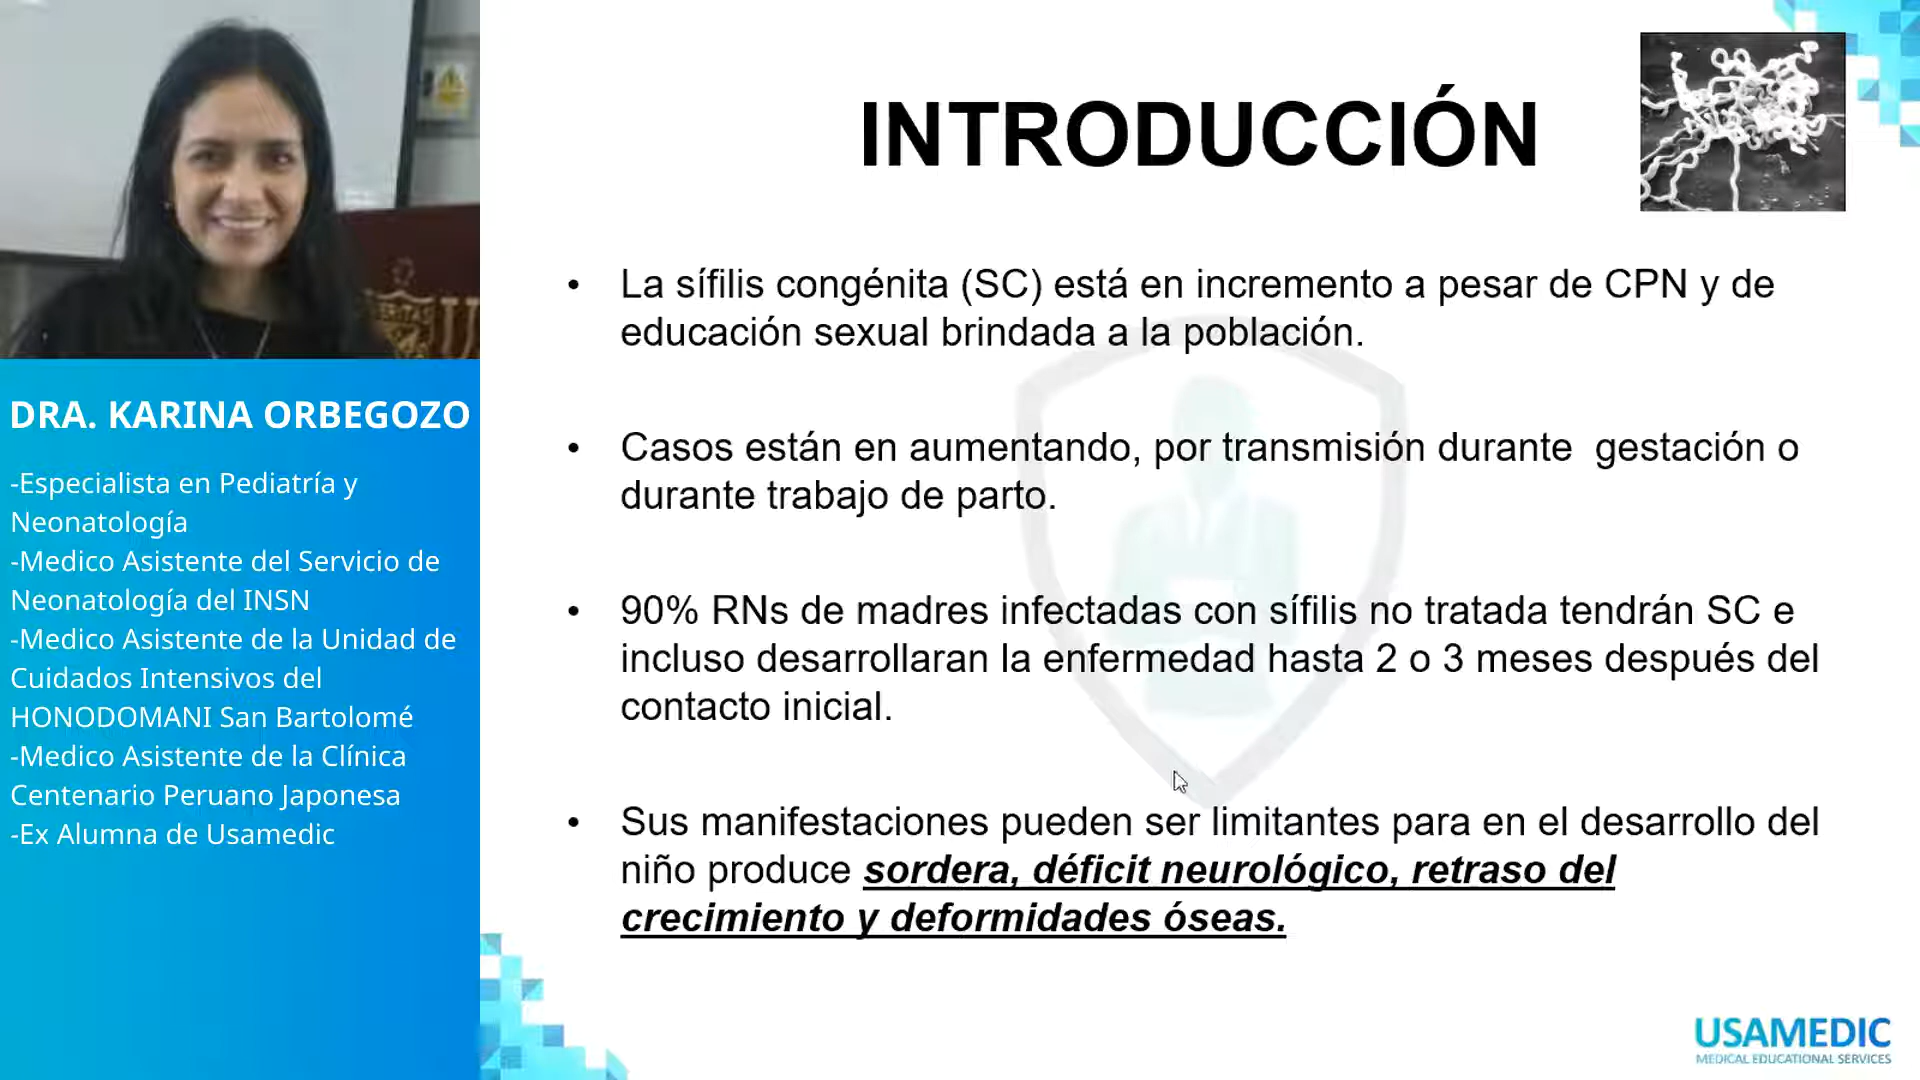 DRA. KARINA ORBEGOZO
-Especialista en Pediatría y
Neonatología
-Medico Asistente del Servicio de
Neonatología del INSN
-Medico Asistente de la Unidad de
Cuidados Intensivos del
HONODOMANI San Bartolomé
-Medico Asistente de la Clínica
Centenario Peruano Japonesa
-Ex Alumna de Usamedic
INTRODUCCIÓN
• La sífilis congénita (SC) está en incremento a pesar de CPN y de
educación sexual brindada a la población.
• Casos están en aumentando, por transmisión durante gestación o
durante trabajo de parto.
• 90% RNs de madres infectadas con sífilis no tratada tendrán SC e
incluso desarrollaran la enfermedad hasta 2 o 3 meses después del
contacto inicial.
• Sus manifestaciones pueden ser limitantes para en el desarrollo del
niño produce sordera, déficit neurológico, retraso del
crecimiento y deformidades óseas.
USAMEDIC
MEDICAL EDUCATIONAL SERVICES